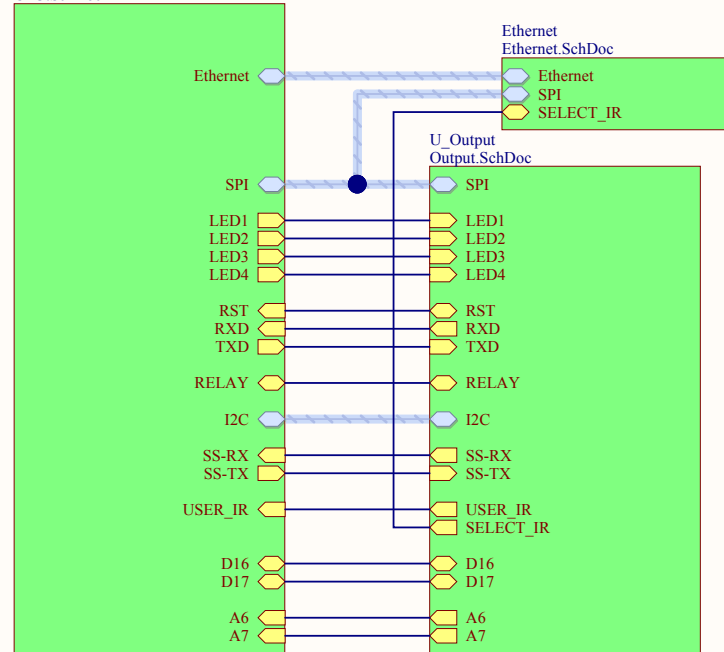 Ethernet
Ethernet.SchDoc
Ethernet
Ethernet
SPI
SELECT_IR
U_Output
Output.SchDoc
SPI
SPI
LED1
LED1
LED2
LED2
LED3
LED3
LED4
LED4
RST
RST
RXD
RXD
TXD
TXD
RELAY
RELAY
I2C
I2C
SS-RX
SS-RX
SS-TX
SS-TX
USER_IR
USER_IR
SELECT_IR
D16
D16
D17
D17
A6
A6
A7
A7